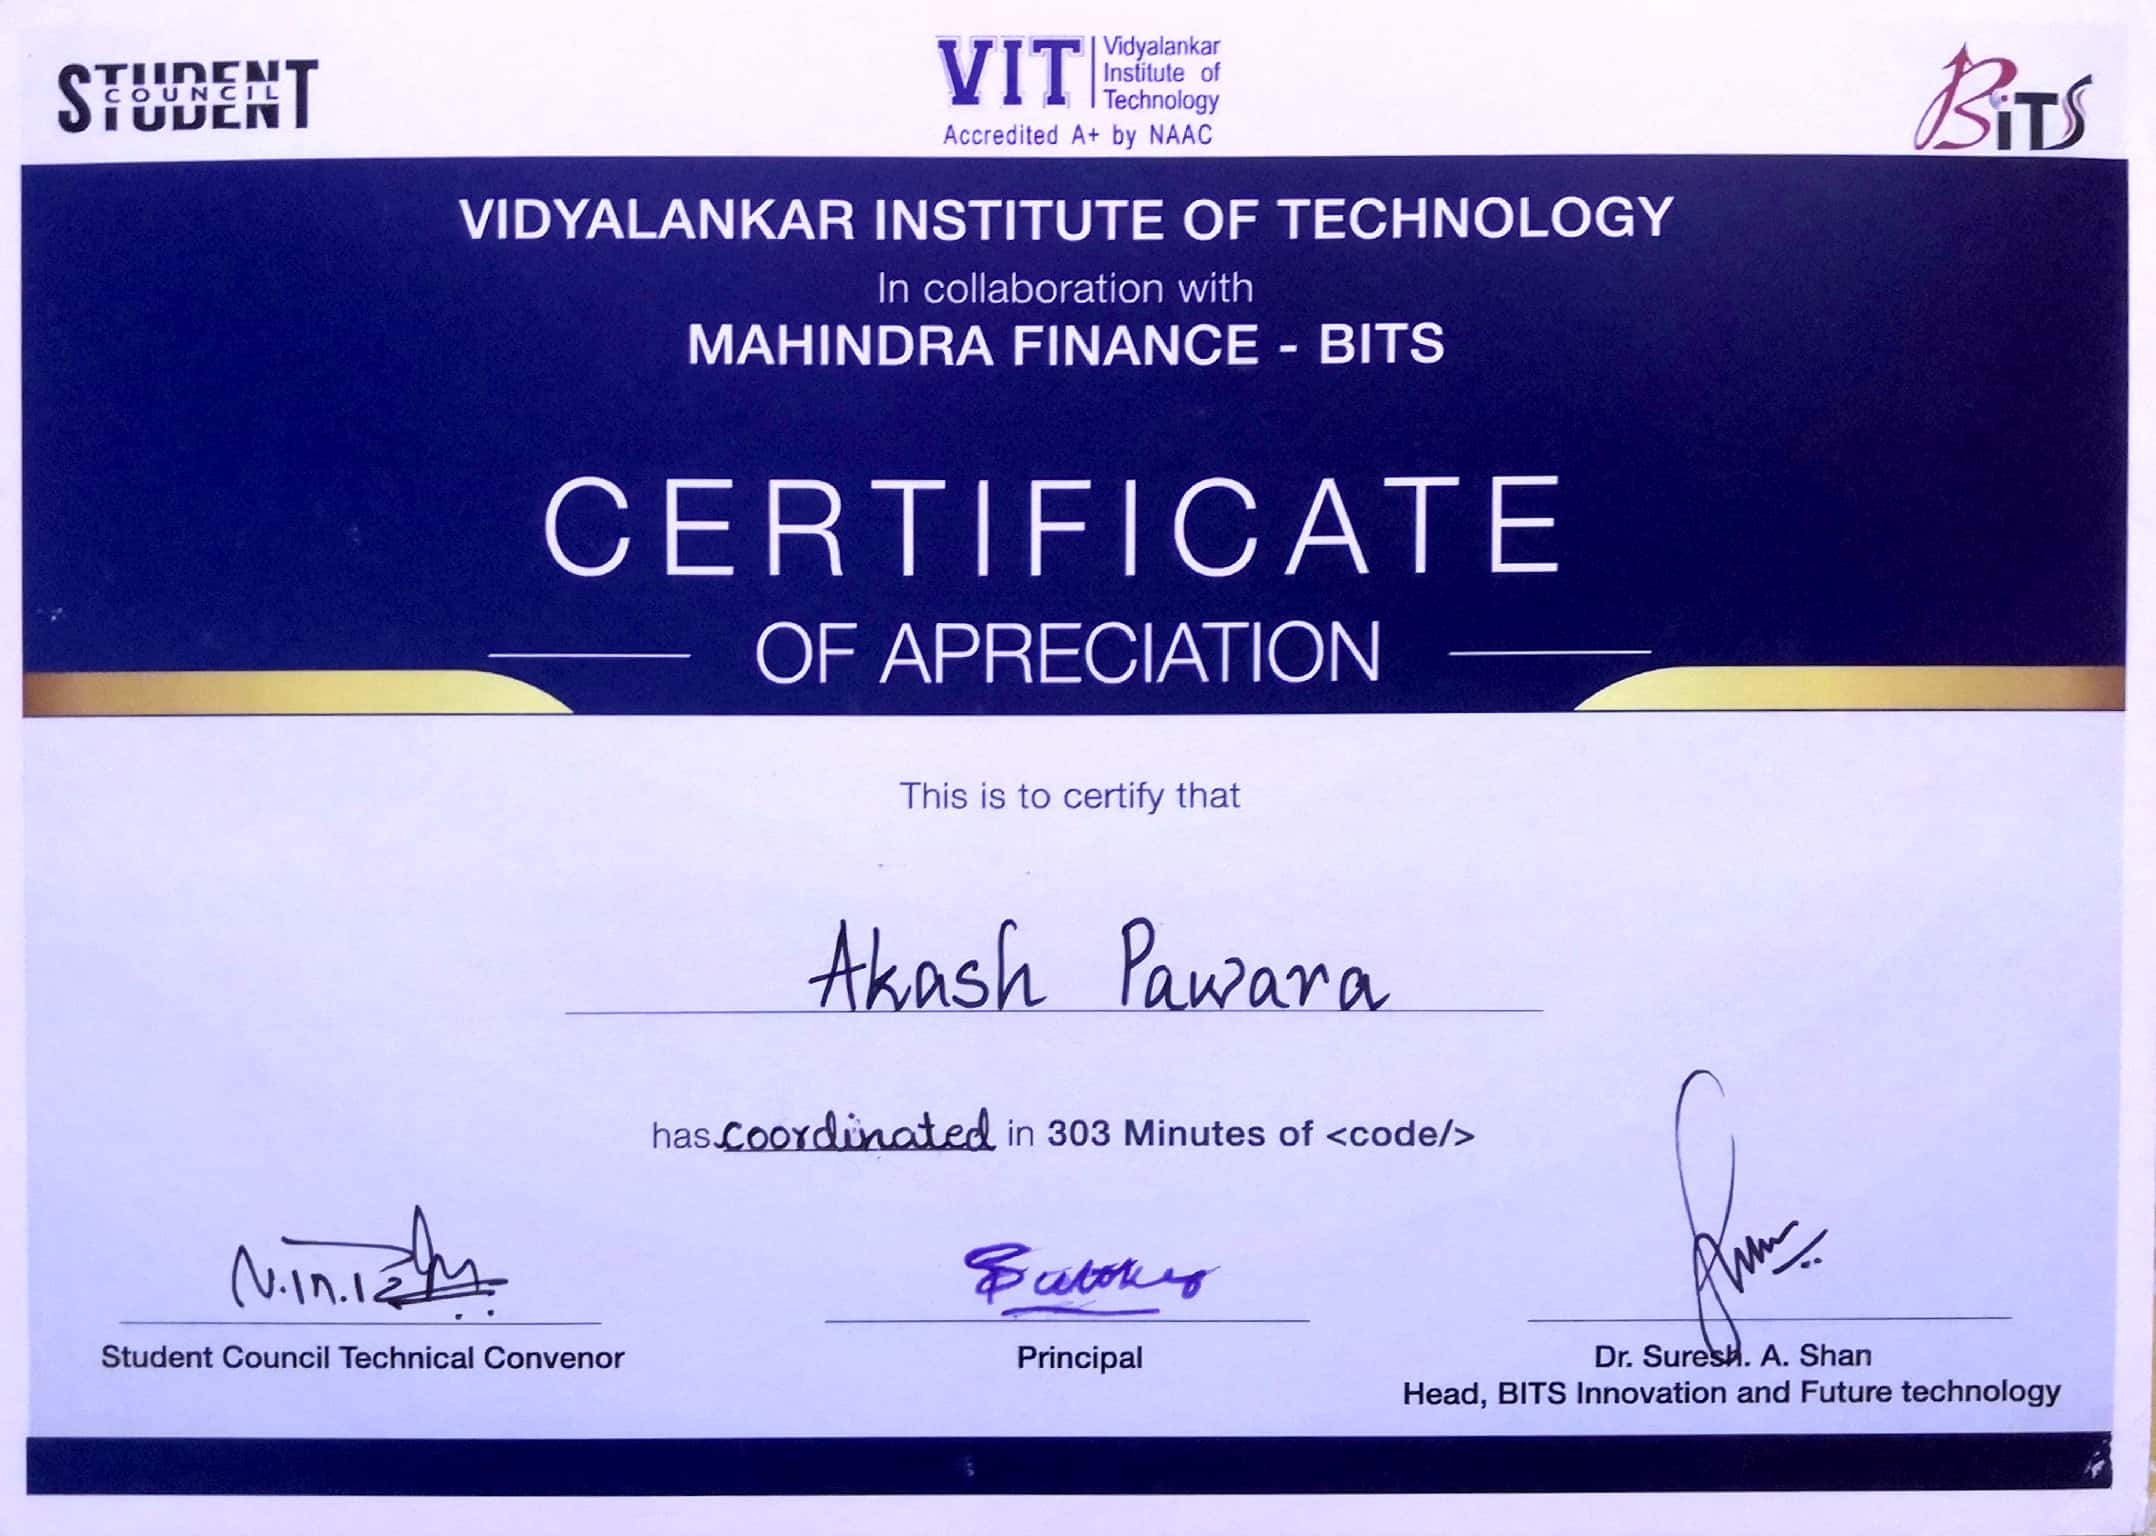 STUDENT
COUNCIL
VIT
Vidyalankar
Institute of
Technology
Accredited A+ by NAAC
BiTS
VIDYALANKAR INSTITUTE OF TECHNOLOGY
In collaboration with
MAHINDRA FINANCE - BITS
CERTIFICATE
OF APRECIATION
This is to certify that
Akash Pawara
has coordinated in 303 Minutes of <code/>
Student Council Technical Convenor
Principal
Dr. Suresh. A. Shan
Head, BITS Innovation and Future technology